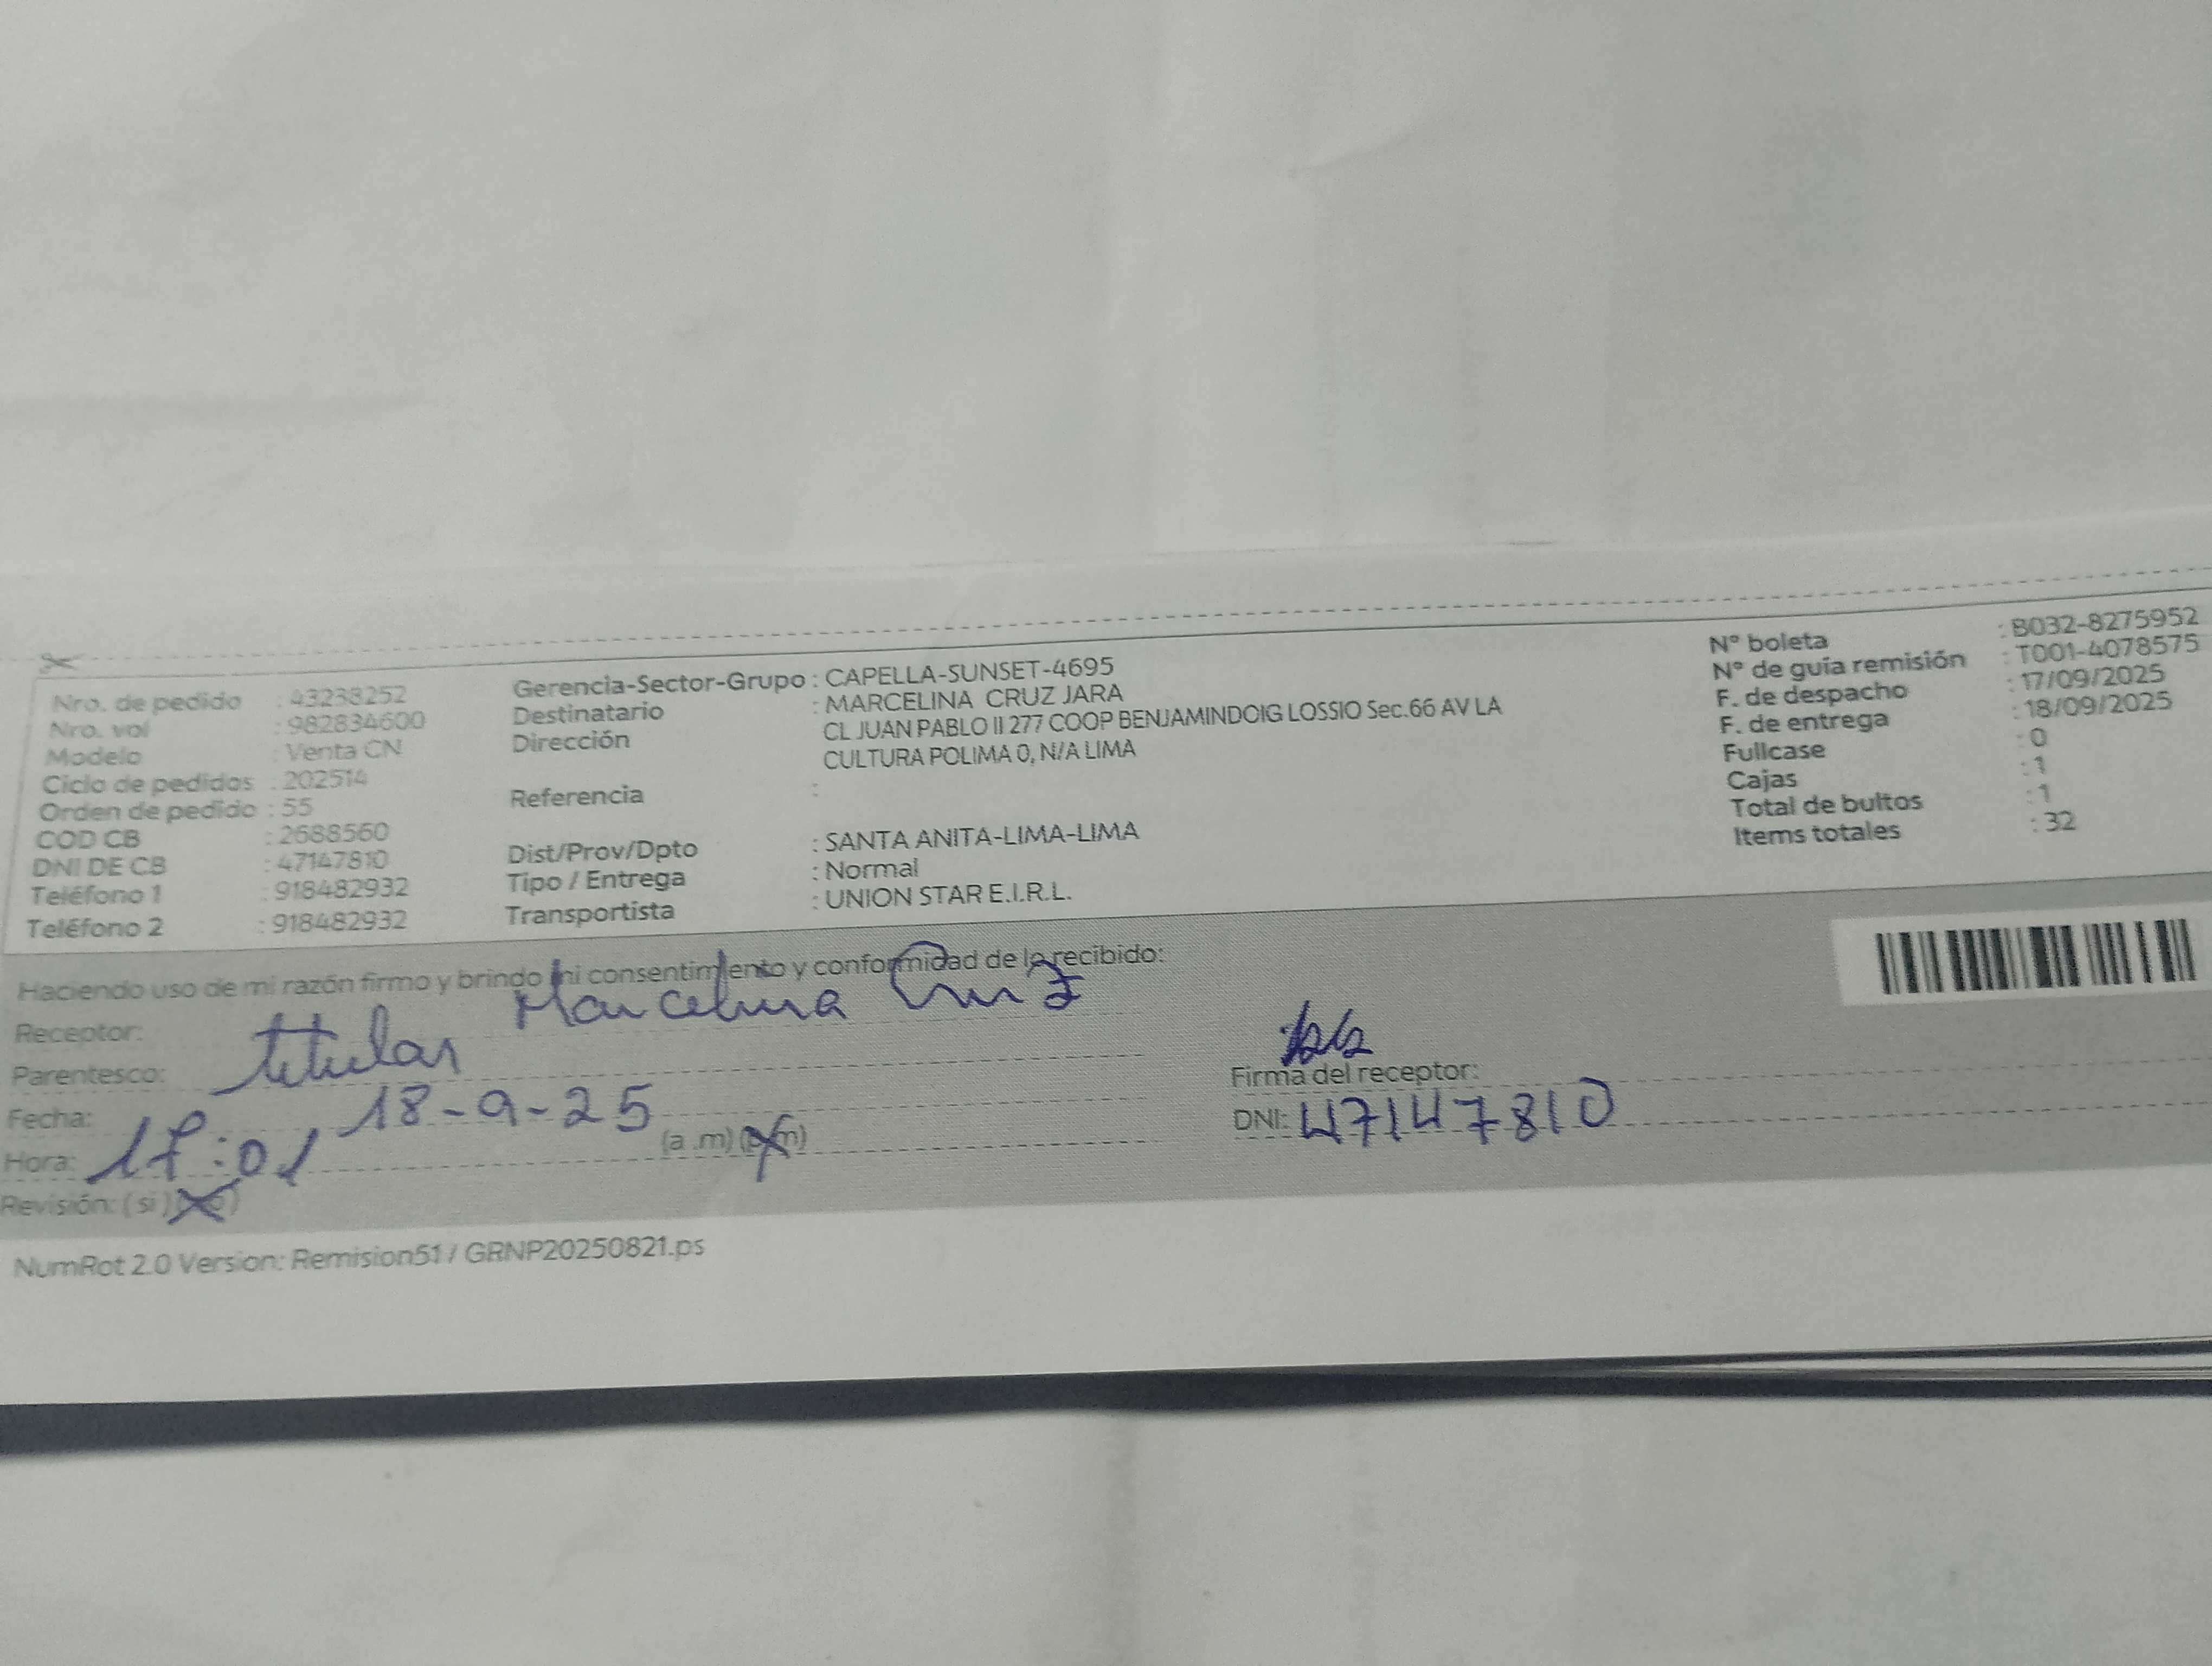 Nro. de pedido : 43238252
Nro. vol : 982834600
Modelo : Venta CN
Ciclo de pedidos : 202514
Orden de pedido : 55
COD CB : 2688560
DNI DE CB : 47147810
Teléfono 1 : 918482932
Teléfono 2 : 918482932
Gerencia-Sector-Grupo : CAPELLA-SUNSET-4695
Destinatario : MARCELINA CRUZ JARA
Dirección CL JUAN PABLO II 277 COOP BENJAMINDOIG LOSSIO Sec.66 AV LA
CULTURA POLIMA 0, N/A LIMA
Referencia :
Dist/Prov/Dpto : SANTA ANITA-LIMA-LIMA
Tipo / Entrega : Normal
Transportista : UNION STAR E.I.R.L.
N° boleta : B032-8275952
N° de guía remisión : T001-4078575
F. de despacho : 17/09/2025
F. de entrega : 18/09/2025
Fullcase : 0
Cajas : 1
Total de bultos : 1
Items totales : 32
Haciendo uso de mi razón firmo y brindo mi consentimiento y conformidad de lo recibido:
Receptor: Marcelina Cruz
Parentesco: titular
Fecha: 18-9-25
Hora: 17:01 (a .m) (p.m)
Revisión: ( si ) (no)
Firma del receptor:
DNI: 47147810
NumRot 2.0 Version: Remision51 / GRNP20250821.ps